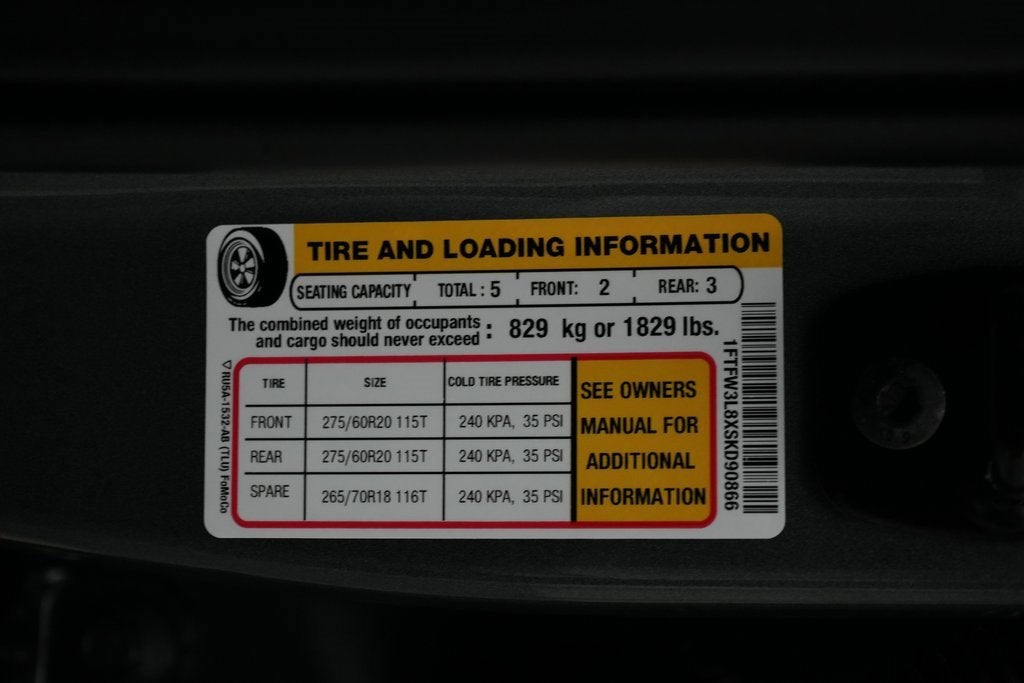 TIRE AND LOADING INFORMATION
SEATING CAPACITY TOTAL : 5 FRONT: 2 REAR: 3
The combined weight of occupants
and cargo should never exceed : 829 kg or 1829 lbs.
TIRE SIZE COLD TIRE PRESSURE
FRONT 275/60R20 115T 240 KPA, 35 PSI
REAR 275/60R20 115T 240 KPA, 35 PSI
SPARE 265/70R18 116T 240 KPA, 35 PSI
SEE OWNERS
MANUAL FOR
ADDITIONAL
INFORMATION
1FTFW3L8XSKD90866
RU5A-1532-AB (TLU) FoMoCo